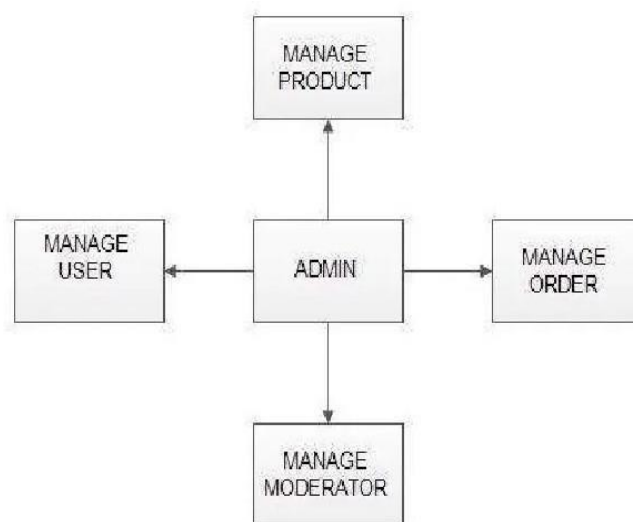 MANAGE
PRODUCT
MANAGE
USER
ADMIN
MANAGE
ORDER
MANAGE
MODERATOR